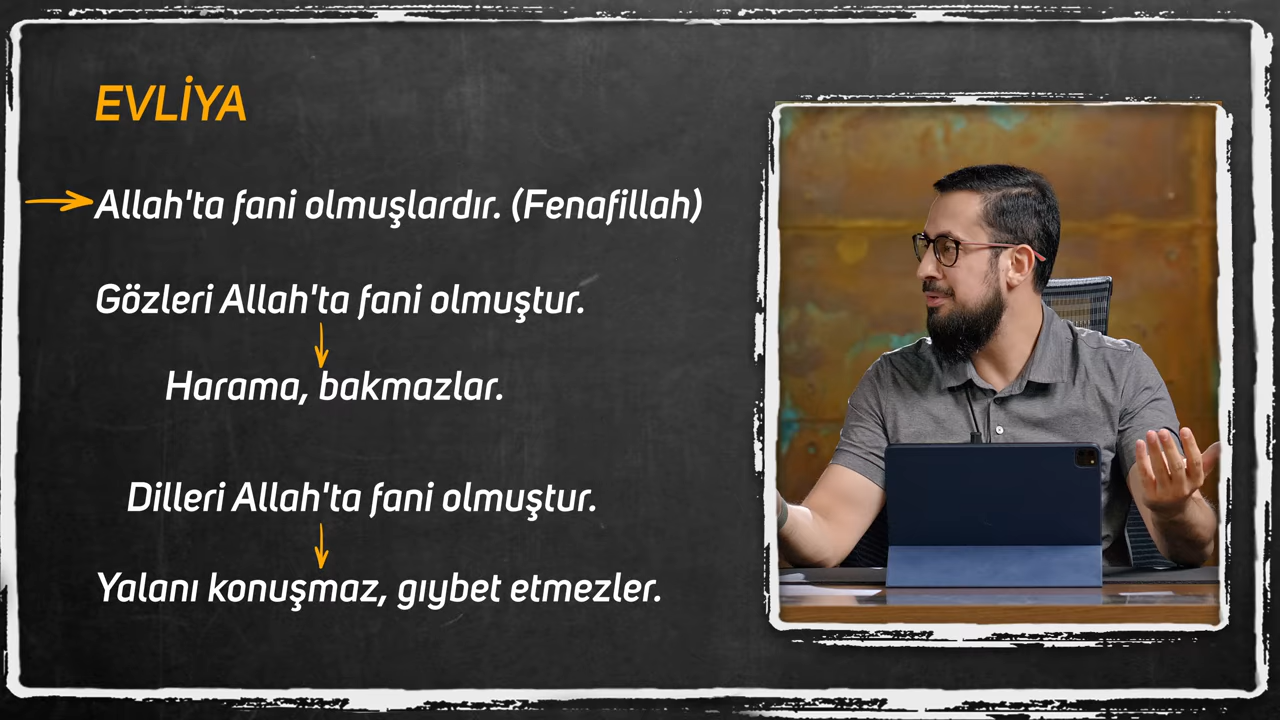 EVLİYA
Allah'ta fani olmuşlardır. (Fenafillah)
Gözleri Allah'ta fani olmuştur.
Harama, bakmazlar.
Dilleri Allah'ta fani olmuştur.
Yalanı konuşmaz, gıybet etmezler.